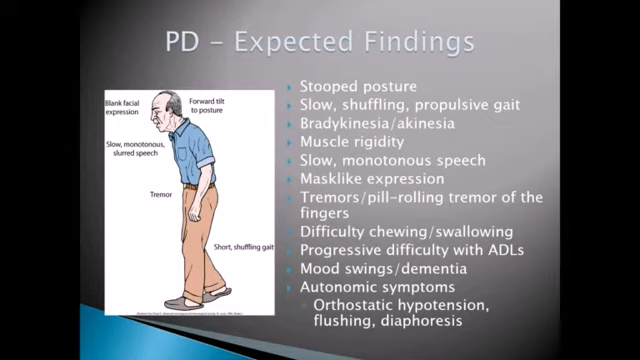 PD – Expected Findings
Blank facial
expression
Forward tilt
to posture
Slow, monotonous,
slurred speech
Tremor
Short, shuffling gait
Stooped posture
Slow, shuffling, propulsive gait
Bradykinesia/akinesia
Muscle rigidity
Slow, monotonous speech
Masklike expression
Tremors/pill-rolling tremor of the
fingers
Difficulty chewing/swallowing
Progressive difficulty with ADLs
Mood swings/dementia
Autonomic symptoms
Orthostatic hypotension,
flushing, diaphoresis